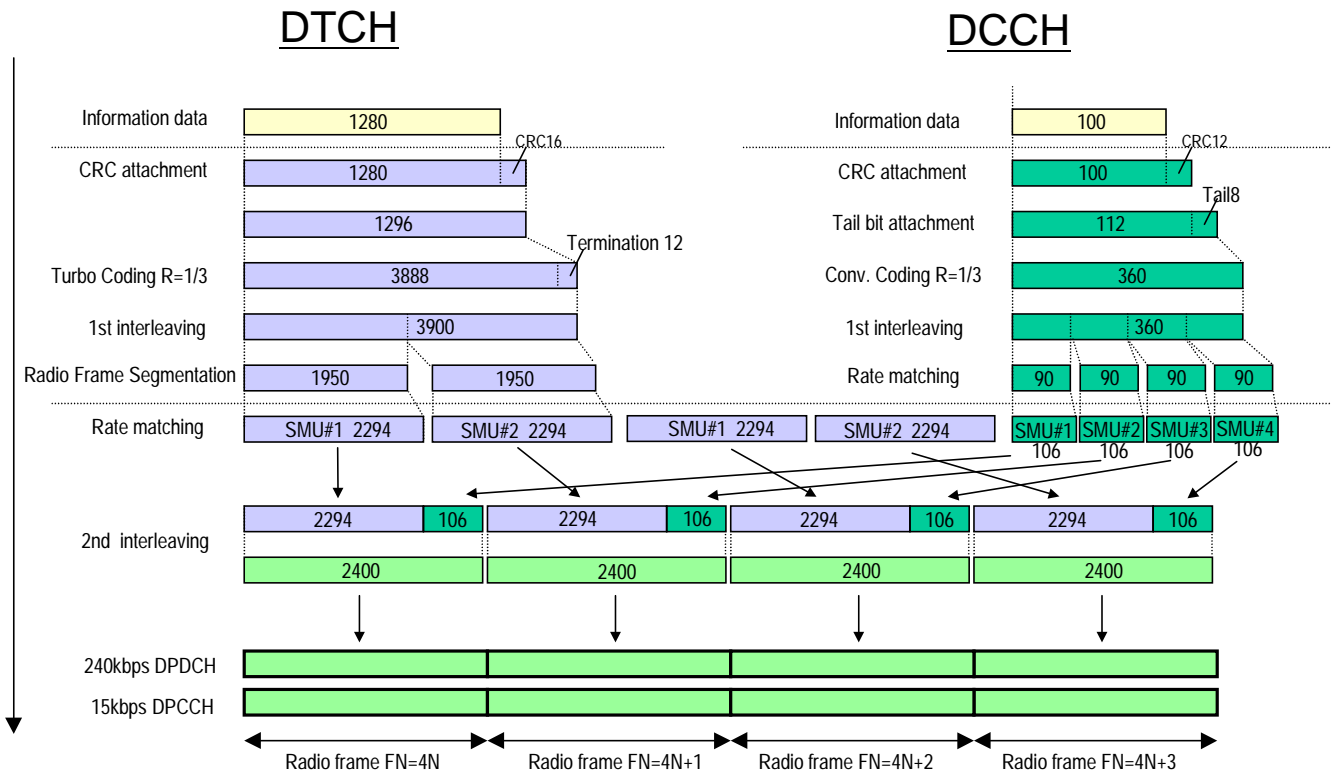 DTCH DCCH
Information data 1280 Information data 100
CRC16 CRC12
CRC attachment 1280 CRC attachment 100
Tail8
1296 Tail bit attachment 112
Termination 12
Turbo Coding R=1/3 3888 Conv. Coding R=1/3 360
1st interleaving 3900 1st interleaving 360
Radio Frame Segmentation 1950 1950 Rate matching 90 90 90 90
Rate matching SMU#1 2294 SMU#2 2294 SMU#1 2294 SMU#2 2294 SMU#1 SMU#2 SMU#3 SMU#4
106 106 106 106
2294 106 2294 106 2294 106 2294 106
2nd interleaving
2400 2400 2400 2400
240kbps DPDCH
15kbps DPCCH
Radio frame FN=4N Radio frame FN=4N+1 Radio frame FN=4N+2 Radio frame FN=4N+3